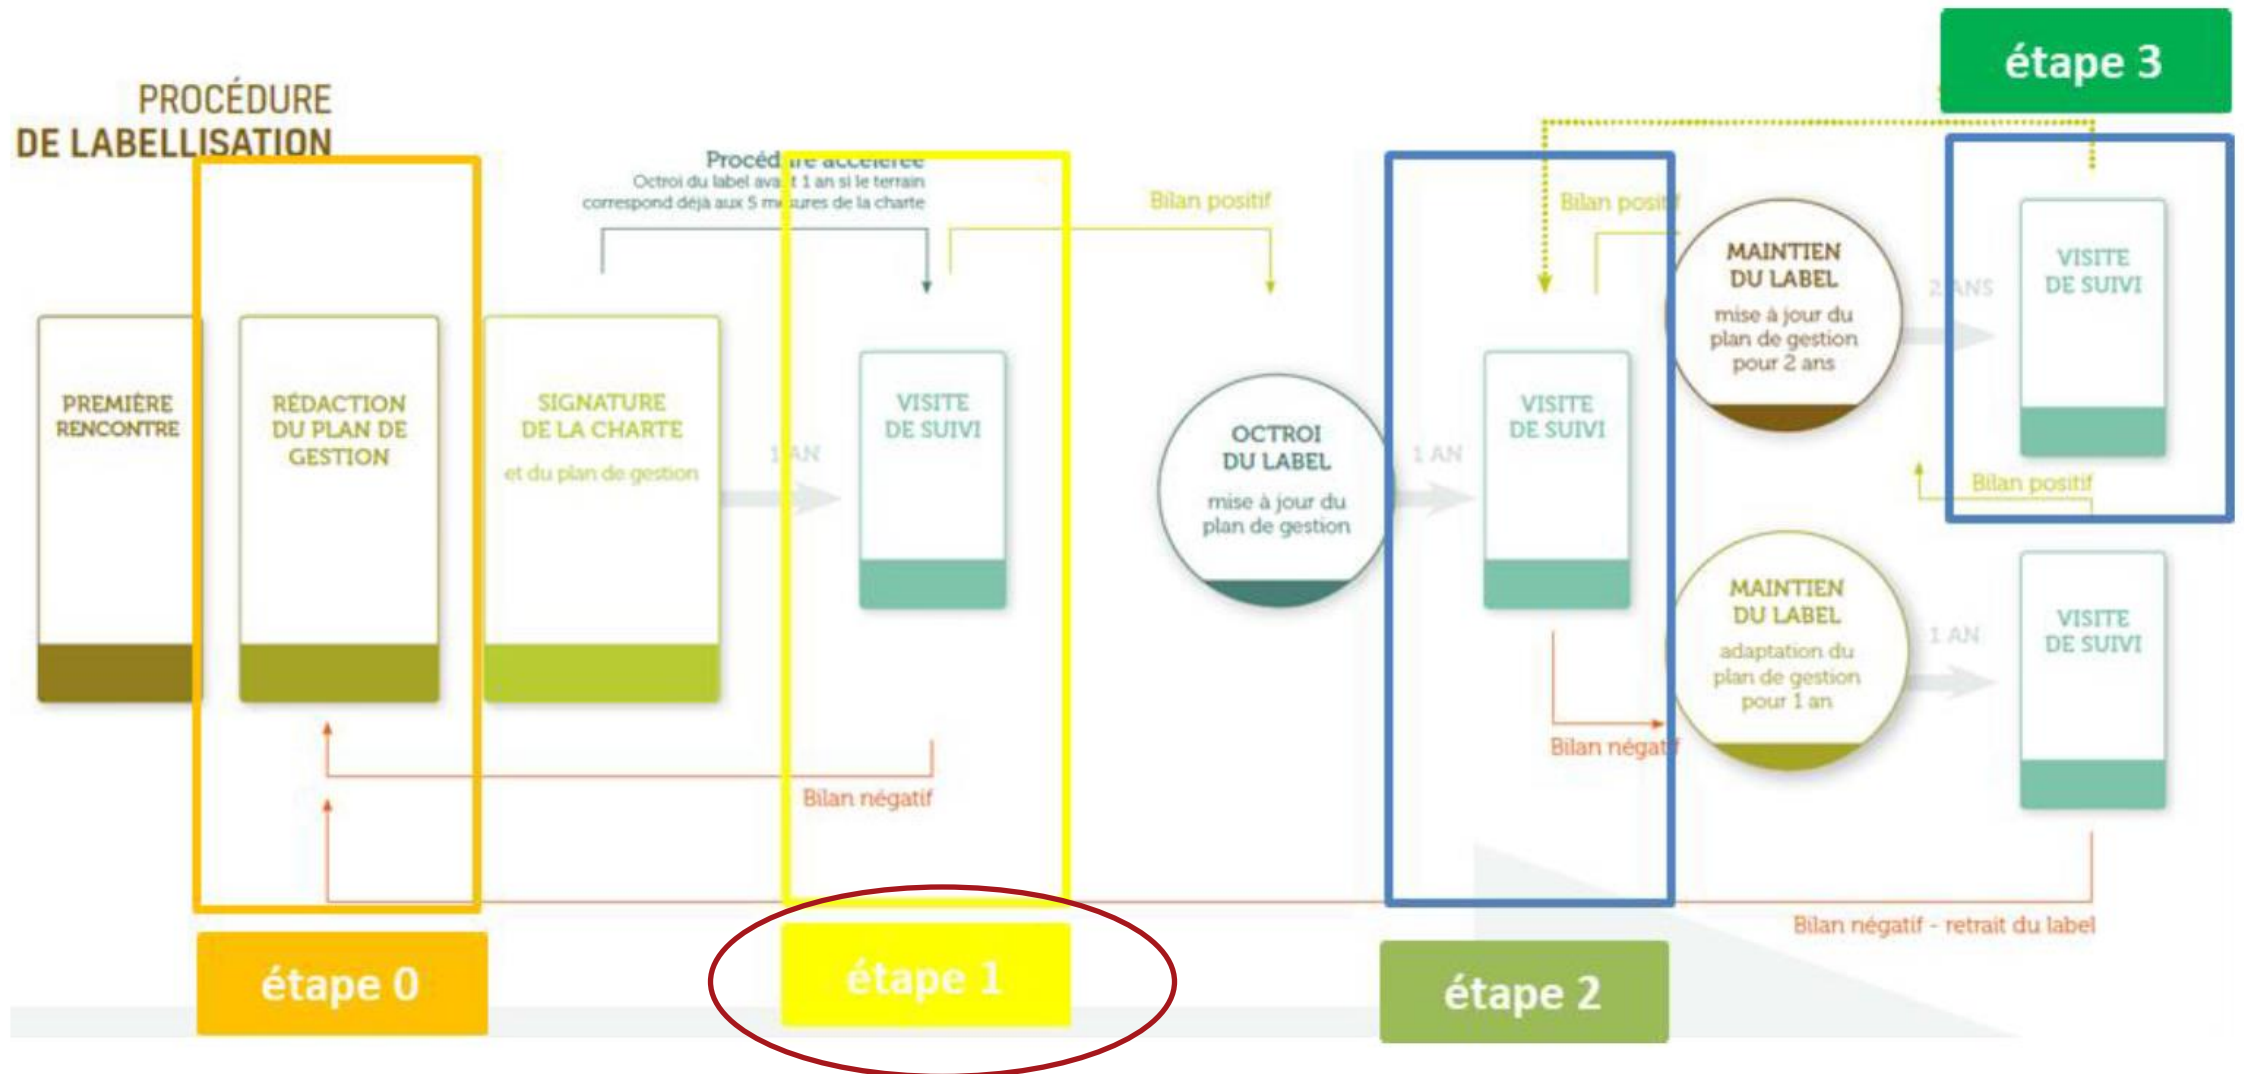 étape 3
PROCÉDURE
DE LABELLISATION
Procédure accélérée
Octroi du label avant 1 an si le terrain
correspond déjà aux 5 mesures de la charte
Bilan positif
Bilan positif
MAINTIEN
DU LABEL
mise à jour du
plan de gestion
pour 2 ans
2 ANS
VISITE
DE SUIVI
PREMIÈRE
RENCONTRE
RÉDACTION
DU PLAN DE
GESTION
SIGNATURE
DE LA CHARTE
et du plan de gestion
1 AN
VISITE
DE SUIVI
OCTROI
DU LABEL
mise à jour du
plan de gestion
1 AN
VISITE
DE SUIVI
Bilan positif
MAINTIEN
DU LABEL
adaptation du
plan de gestion
pour 1 an
1 AN
VISITE
DE SUIVI
Bilan négatif
Bilan négatif
Bilan négatif - retrait du label
étape 0
étape 1
étape 2